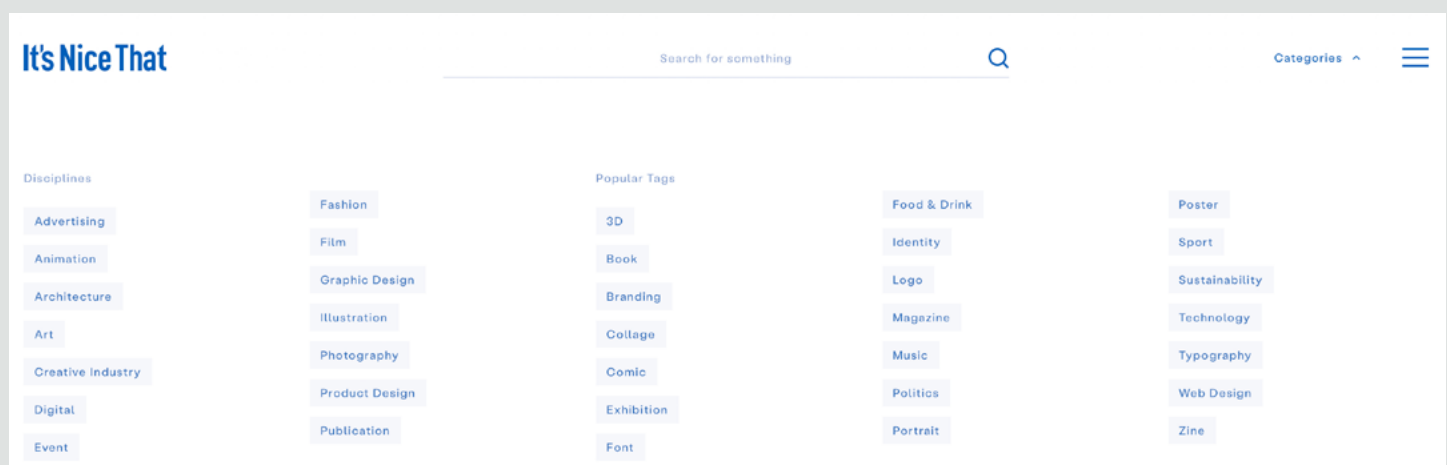 It's Nice That
Search for something
Categories
Disciplines
Advertising
Animation
Architecture
Art
Creative Industry
Digital
Event
Fashion
Film
Graphic Design
Illustration
Photography
Product Design
Publication
Popular Tags
3D
Book
Branding
Collage
Comic
Exhibition
Font
Food & Drink
Identity
Logo
Magazine
Music
Politics
Portrait
Poster
Sport
Sustainability
Technology
Typography
Web Design
Zine